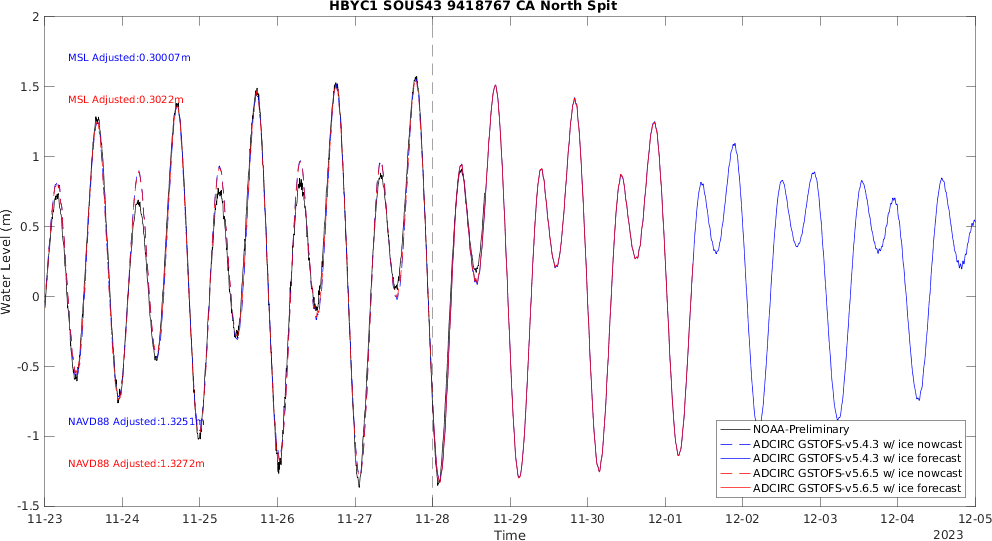 HBYC1 SOUS43 9418767 CA North Spit
2
1.5
1
0.5
0
-0.5
-1
-1.5
Water Level (m)
MSL Adjusted:0.30007m
MSL Adjusted:0.3022m
NAVD88 Adjusted:1.3251m
NAVD88 Adjusted:1.3272m
NOAA-Preliminary
ADCIRC GSTOFS-v5.4.3 w/ ice nowcast
ADCIRC GSTOFS-v5.4.3 w/ ice forecast
ADCIRC GSTOFS-v5.6.5 w/ ice nowcast
ADCIRC GSTOFS-v5.6.5 w/ ice forecast
11-23 11-24 11-25 11-26 11-27 11-28 11-29 11-30 12-01 12-02 12-03 12-04 12-05
Time
2023